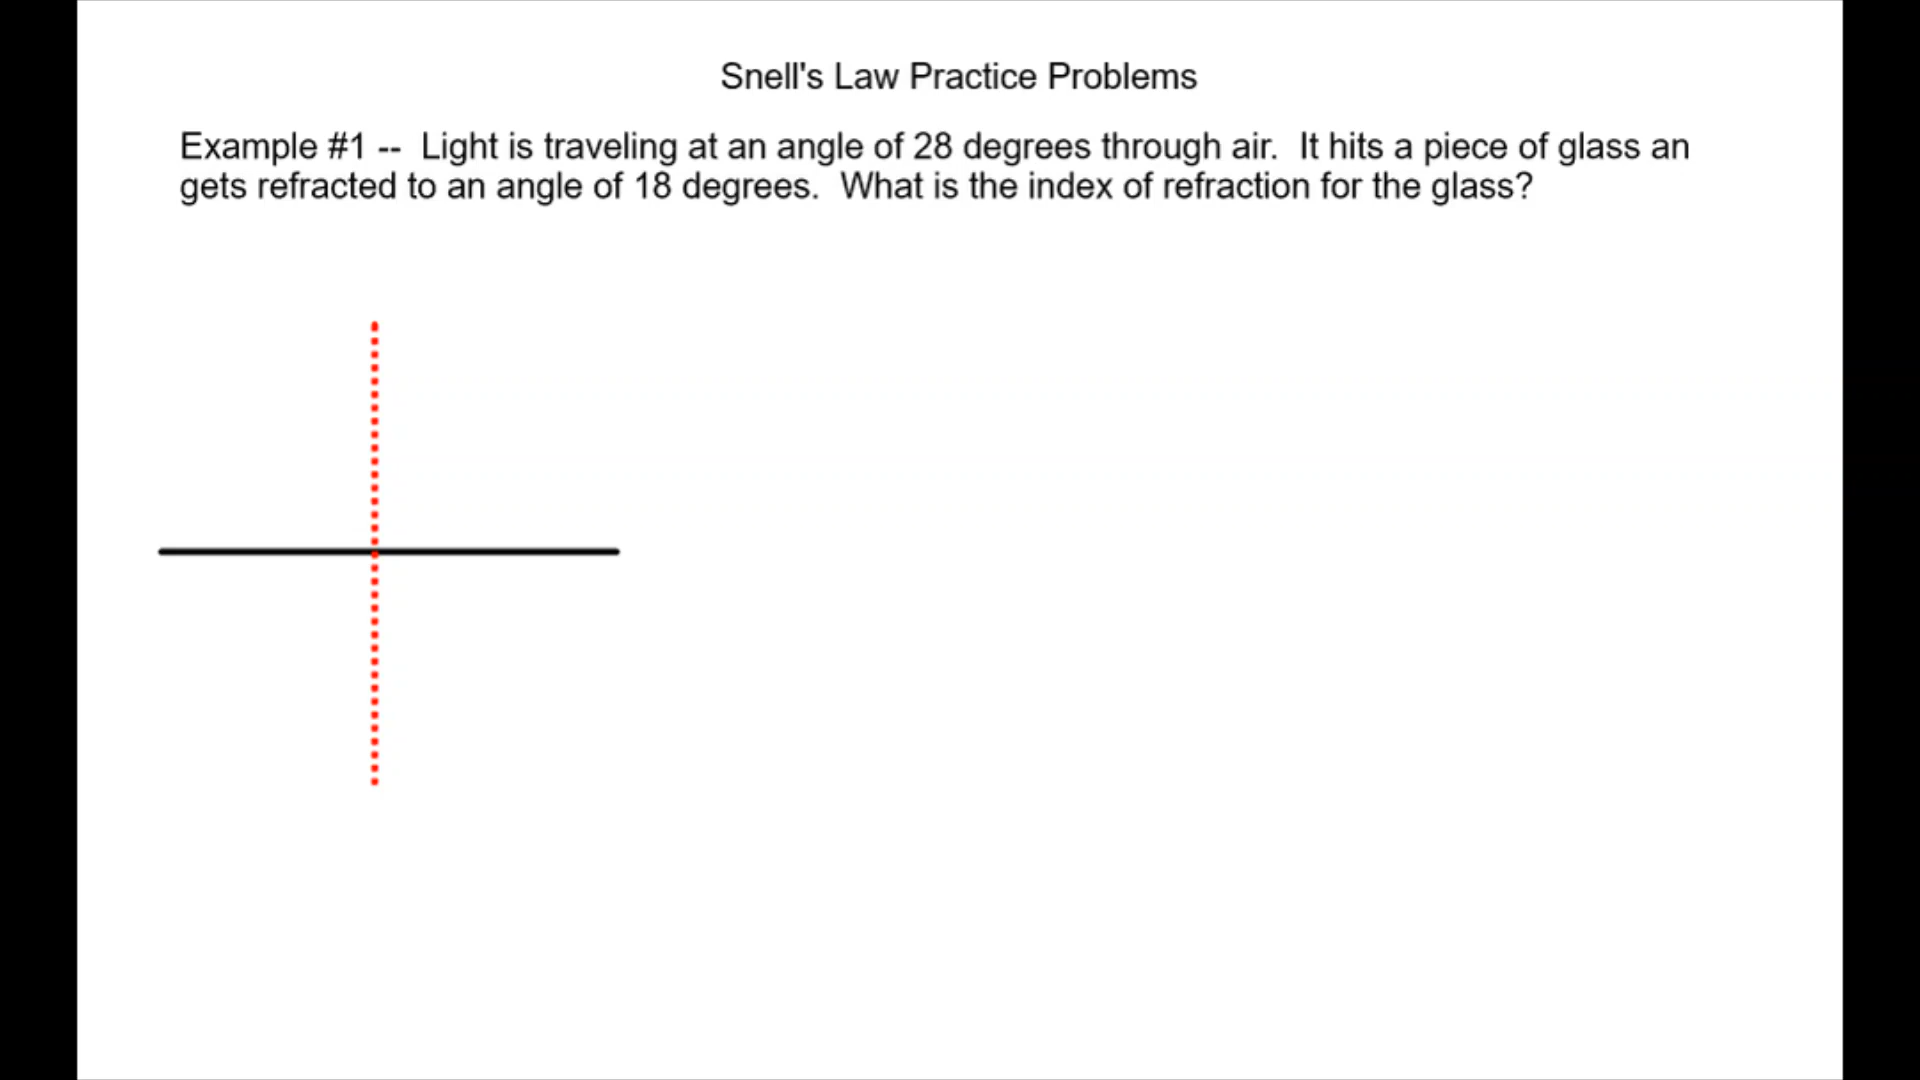 Snell's Law Practice Problems
Example #1 --  Light is traveling at an angle of 28 degrees through air.  It hits a piece of glass an
gets refracted to an angle of 18 degrees.  What is the index of refraction for the glass?